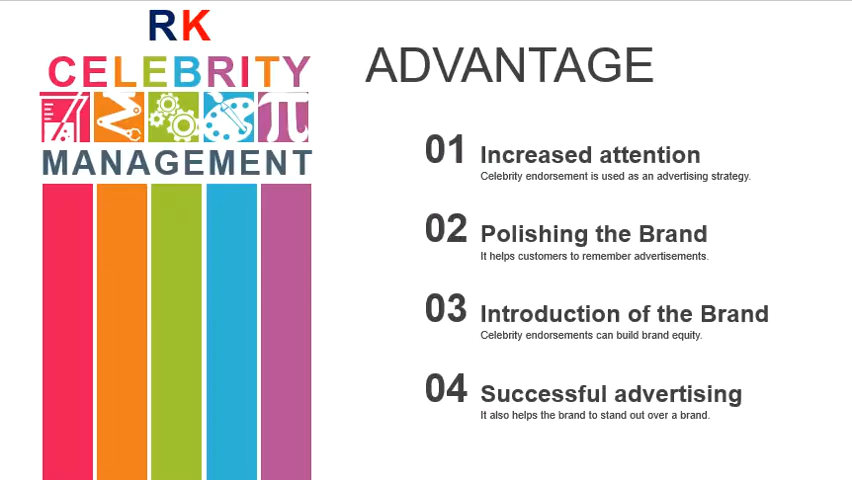 RK
CELEBRITY
MANAGEMENT
ADVANTAGE
01 Increased attention
Celebrity endorsement is used as an advertising strategy.
02 Polishing the Brand
It helps customers to remember advertisements.
03 Introduction of the Brand
Celebrity endorsements can build brand equity.
04 Successful advertising
It also helps the brand to stand out over a brand.